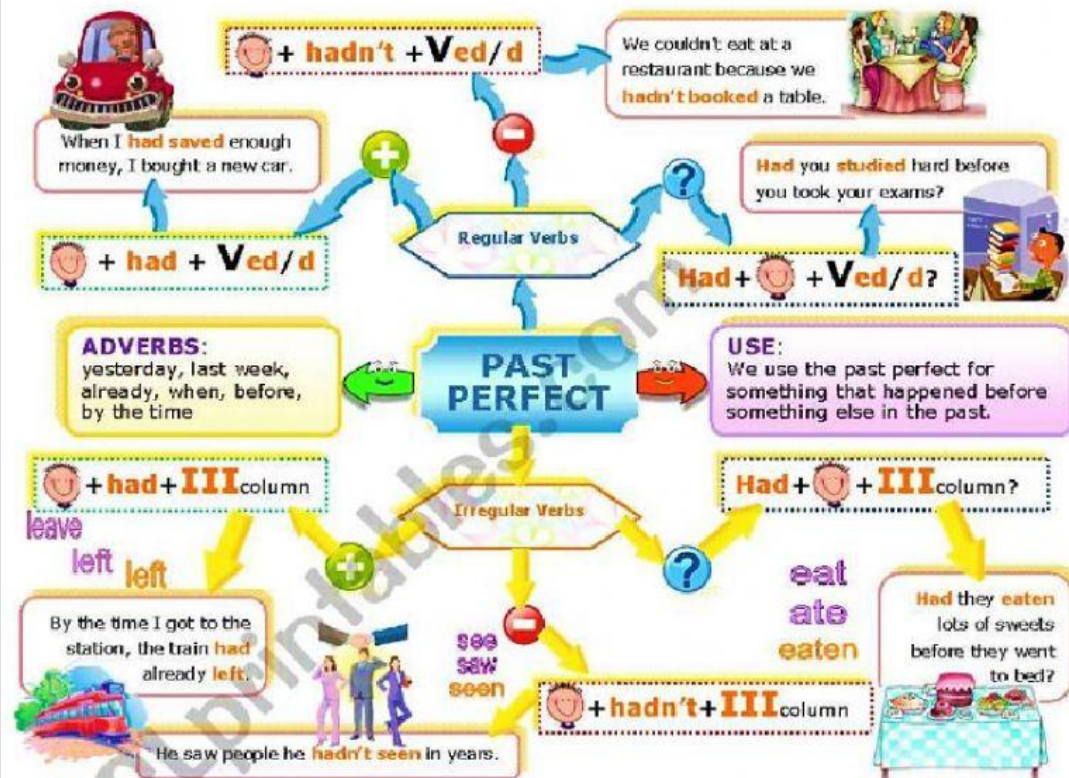 + hadn't + Ved/d
We couldn't eat at a
restaurant because we
hadn't booked a table.
When I had saved enough
money, I bought a new car.
Had you studied hard before
you took your exams?
Regular Verbs
+ had + Ved/d
Had + + Ved/d?
ADVERBS:
yesterday, last week,
already, when, before,
by the time
PAST
PERFECT
USE:
We use the past perfect for
something that happened before
something else in the past.
+ had + III column
Had + + III column?
Irregular Verbs
leave
left
left
eat
ate
eaten
By the time I got to the
station, the train had
already left.
see
saw
seen
Had they eaten
lots of sweets
before they went
to bed?
+ hadn't + III column
He saw people he hadn't seen in years.
printables.com